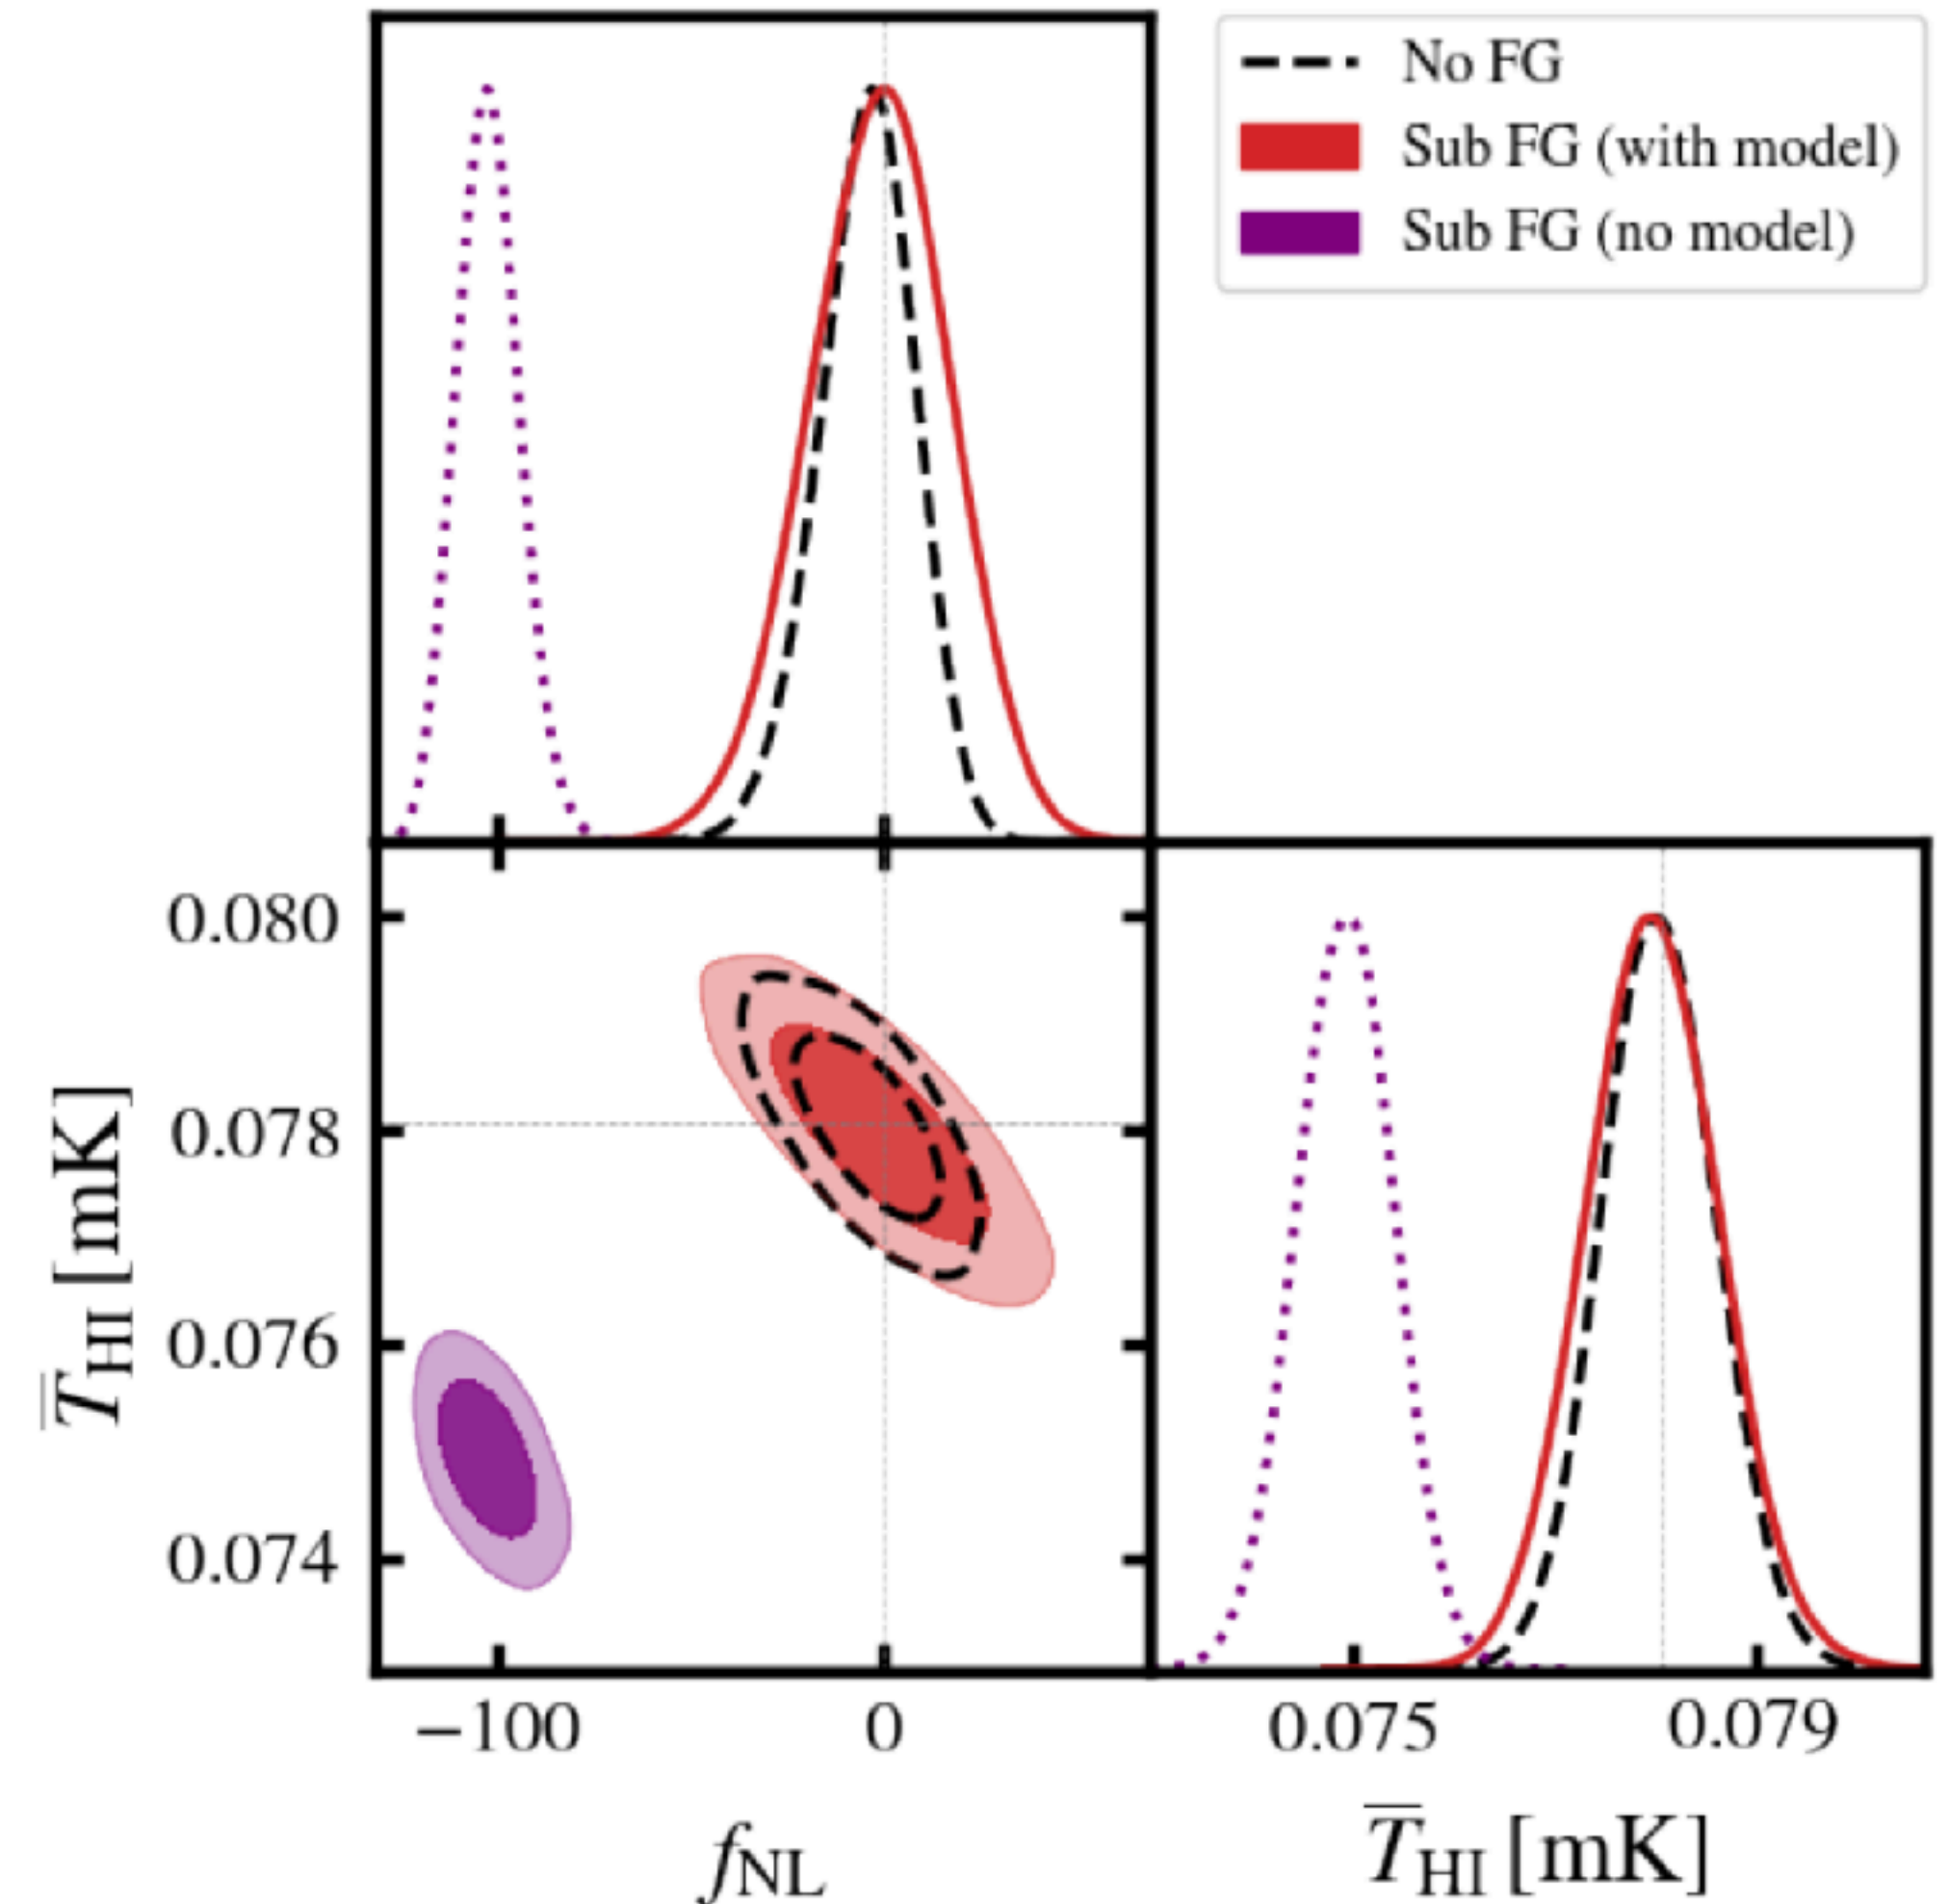 No FG
Sub FG (with model)
Sub FG (no model)
0.080
0.078
0.076
0.074
T̅HI [mK]
−100 0
0.075 0.079
fNL
T̅HI [mK]